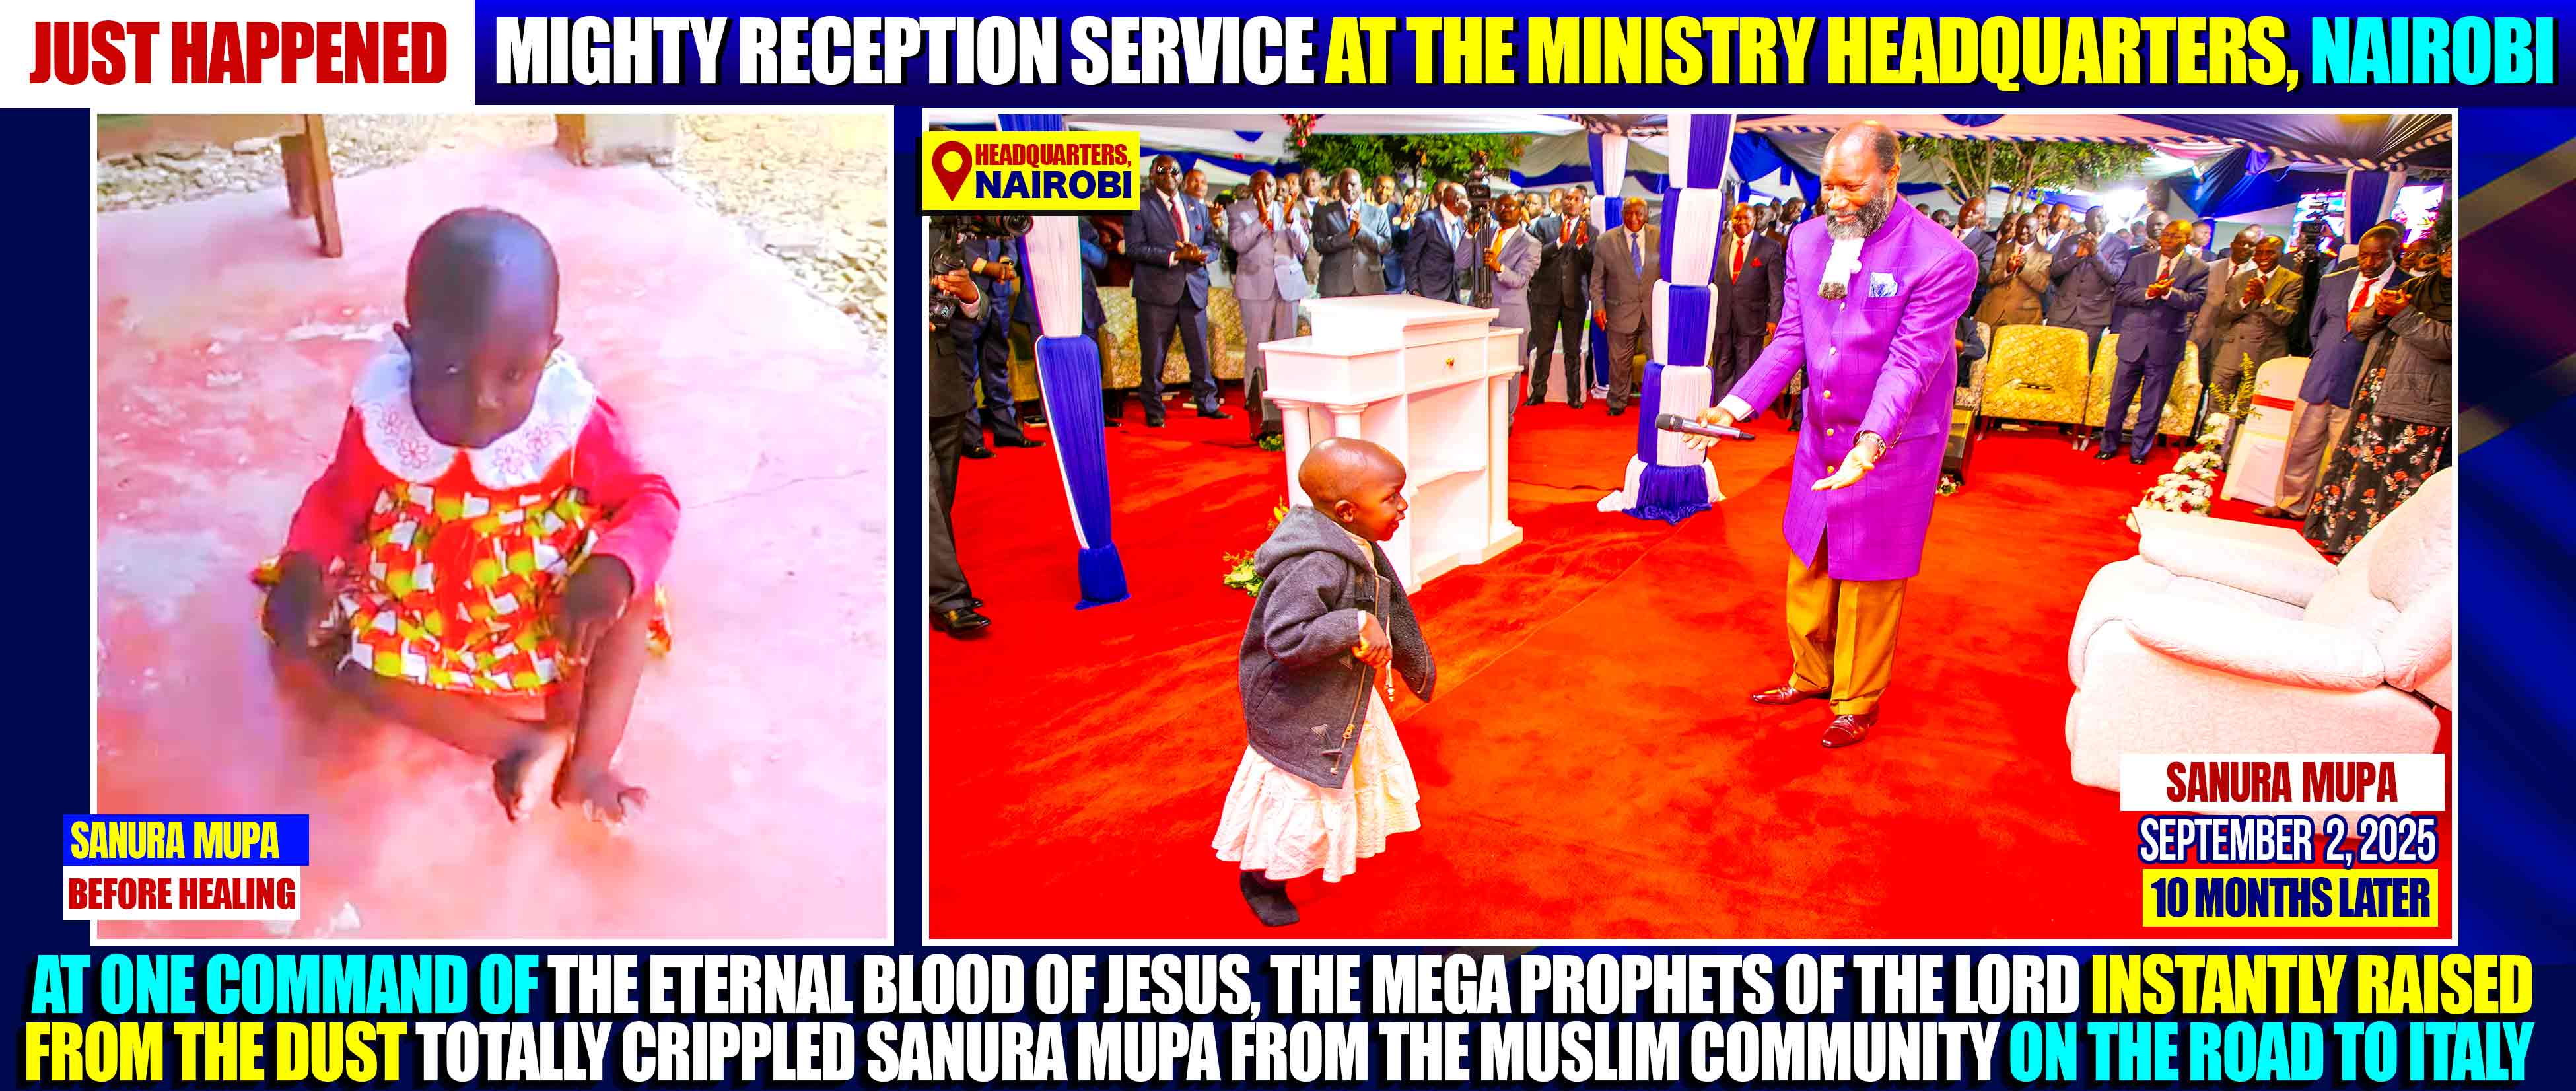 JUST HAPPENED
MIGHTY RECEPTION SERVICE AT THE MINISTRY HEADQUARTERS, NAIROBI
HEADQUARTERS,
NAIROBI
SANURA MUPA
BEFORE HEALING
SANURA MUPA
SEPTEMBER 2, 2025
10 MONTHS LATER
AT ONE COMMAND OF THE ETERNAL BLOOD OF JESUS, THE MEGA PROPHETS OF THE LORD INSTANTLY RAISED
FROM THE DUST TOTALLY CRIPPLED SANURA MUPA FROM THE MUSLIM COMMUNITY ON THE ROAD TO ITALY